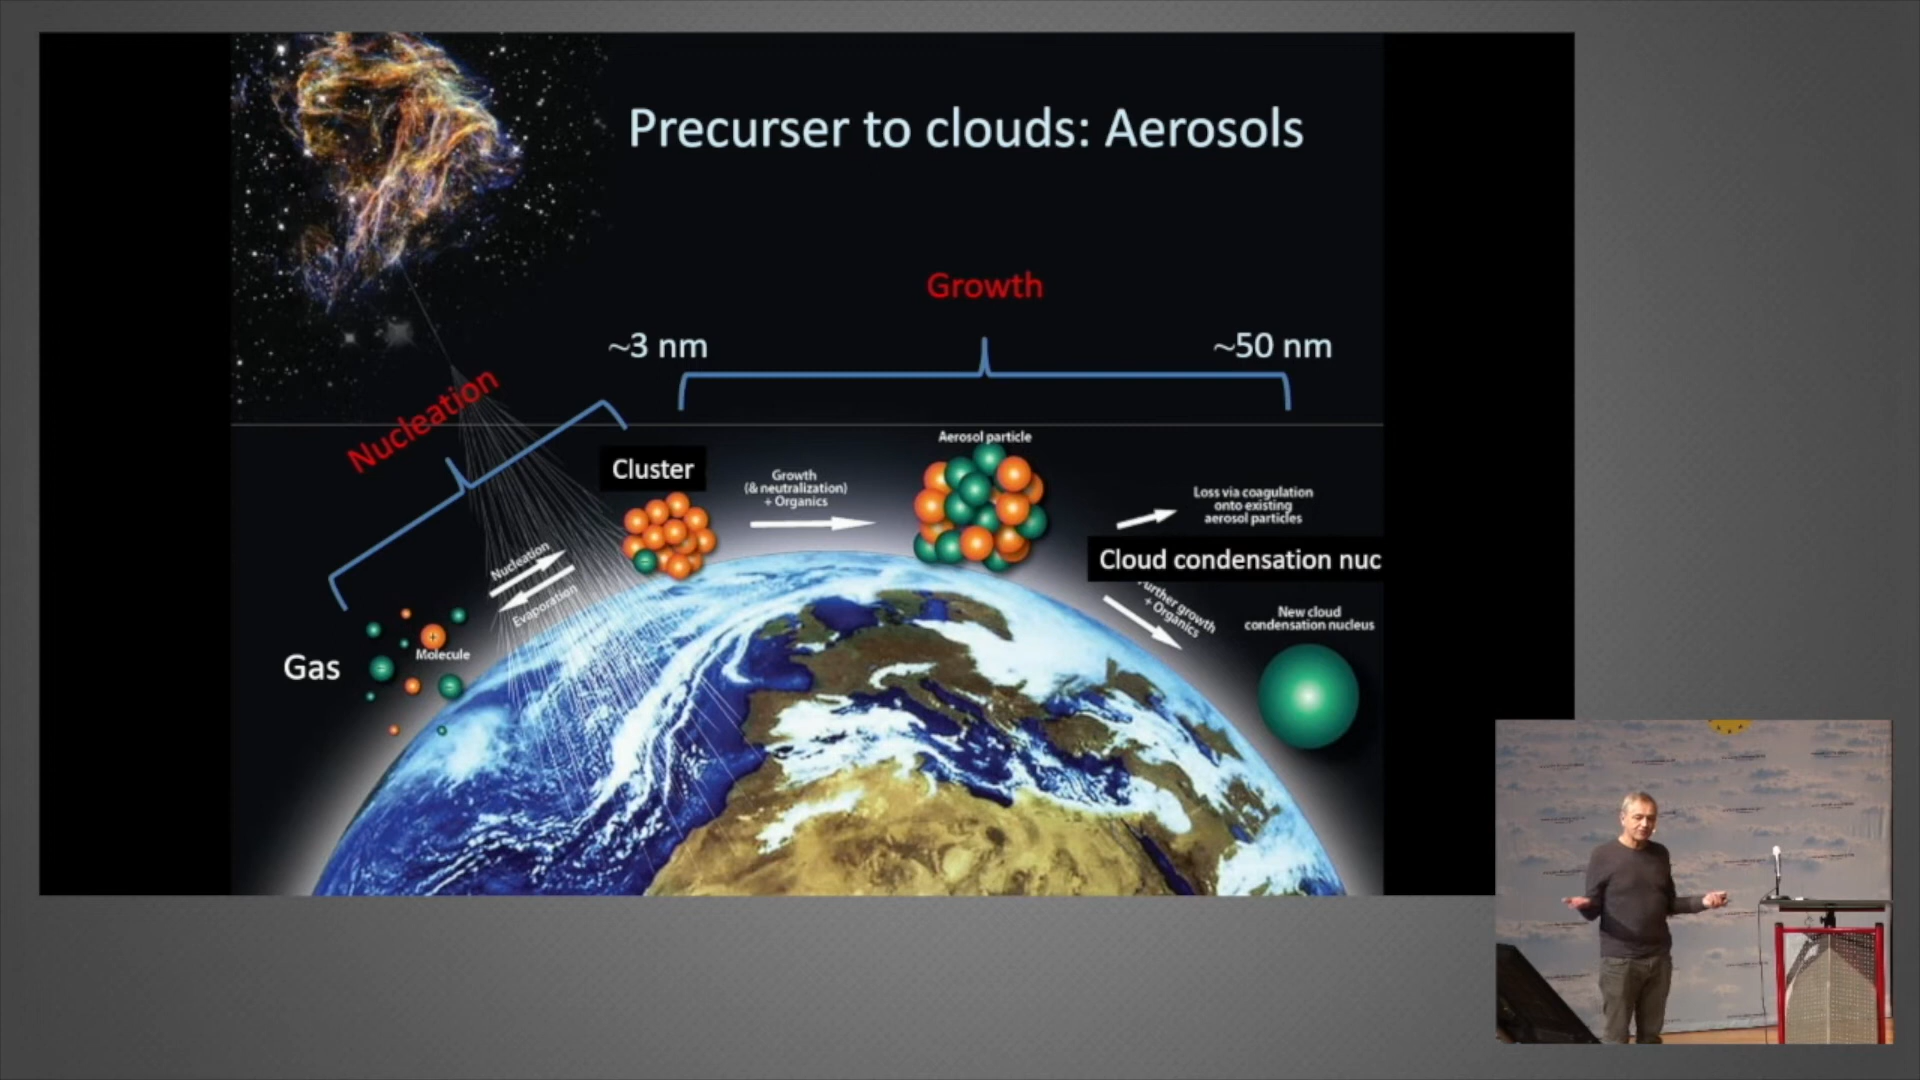 Precurser to clouds: Aerosols
Growth
~3 nm
~50 nm
Nucleation
Aerosol particle
Cluster
Growth
(& neutralization)
+ Organics
Loss via coagulation
onto existing
aerosol particles
Cloud condensation nuc
Nucleation
Evaporation
Further growth
+ Organics
New cloud
condensation nucleus
Molecule
Gas